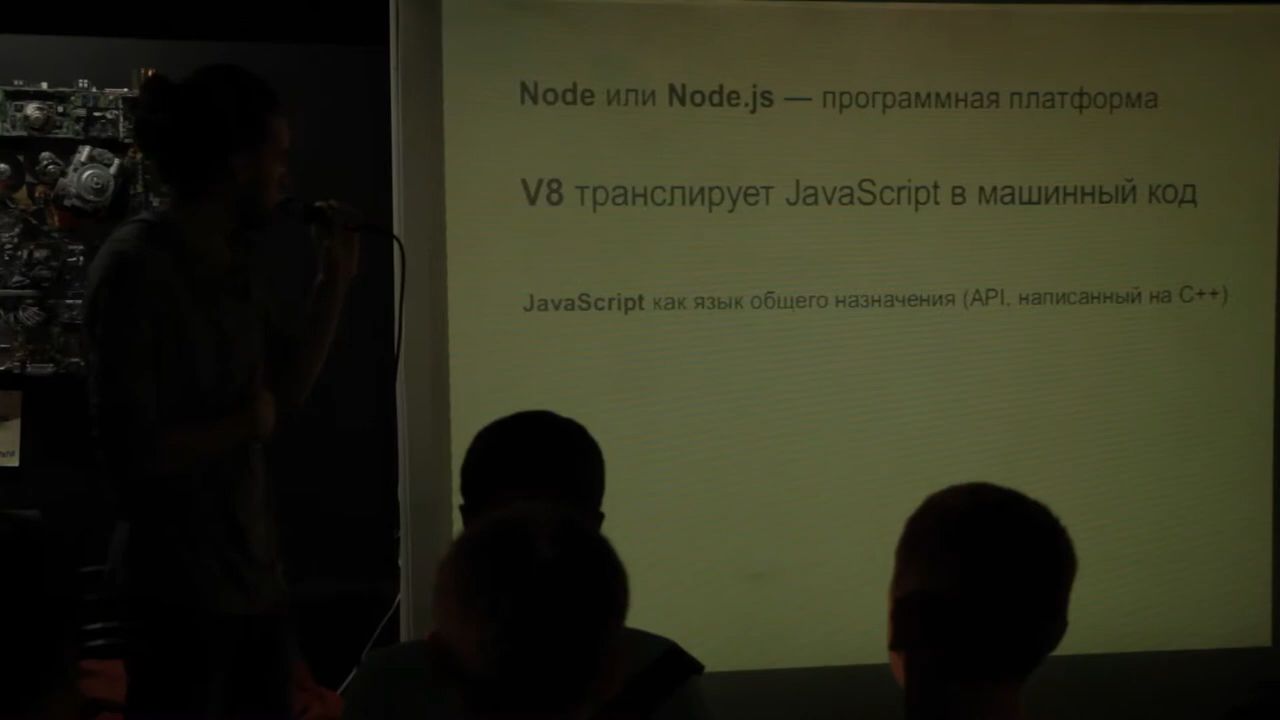 Node или Node.js — программная платформа
V8 транслирует JavaScript в машинный код
JavaScript как язык общего назначения (API, написанный на C++)